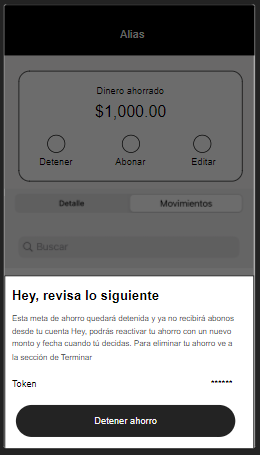 Alias
Dinero ahorrado
$1,000.00
Detener Abonar Editar
Detalle Movimientos
Buscar
Hey, revisa lo siguiente
Esta meta de ahorro quedará detenida y ya no recibirá abonos
desde tu cuenta Hey, podrás reactivar tu ahorro con un nuevo
monto y fecha cuando tú decidas. Para eliminar tu ahorro ve a
la sección de Terminar
Token ******
Detener ahorro